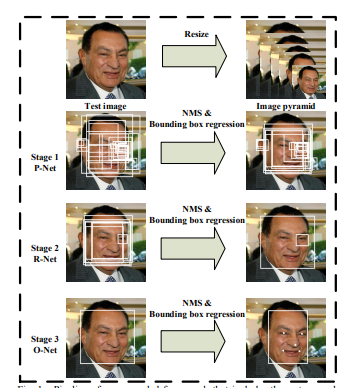 Resize
Test image
Image pyramid
NMS &
Bounding box regression
Stage 1
P-Net
NMS &
Bounding box regression
Stage 2
R-Net
NMS &
Bounding box regression
Stage 3
O-Net